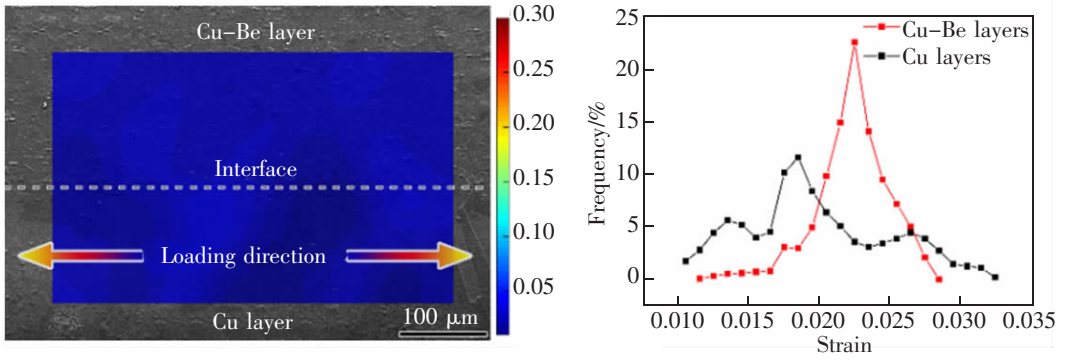 Cu-Be layer
Interface
Loading direction
Cu layer
100 μm
0.30
0.25
0.20
0.15
0.10
0.05
25
20
15
10
5
0
Frequency/%
Cu-Be layers
Cu layers
0.010 0.015 0.020 0.025 0.030 0.035
Strain